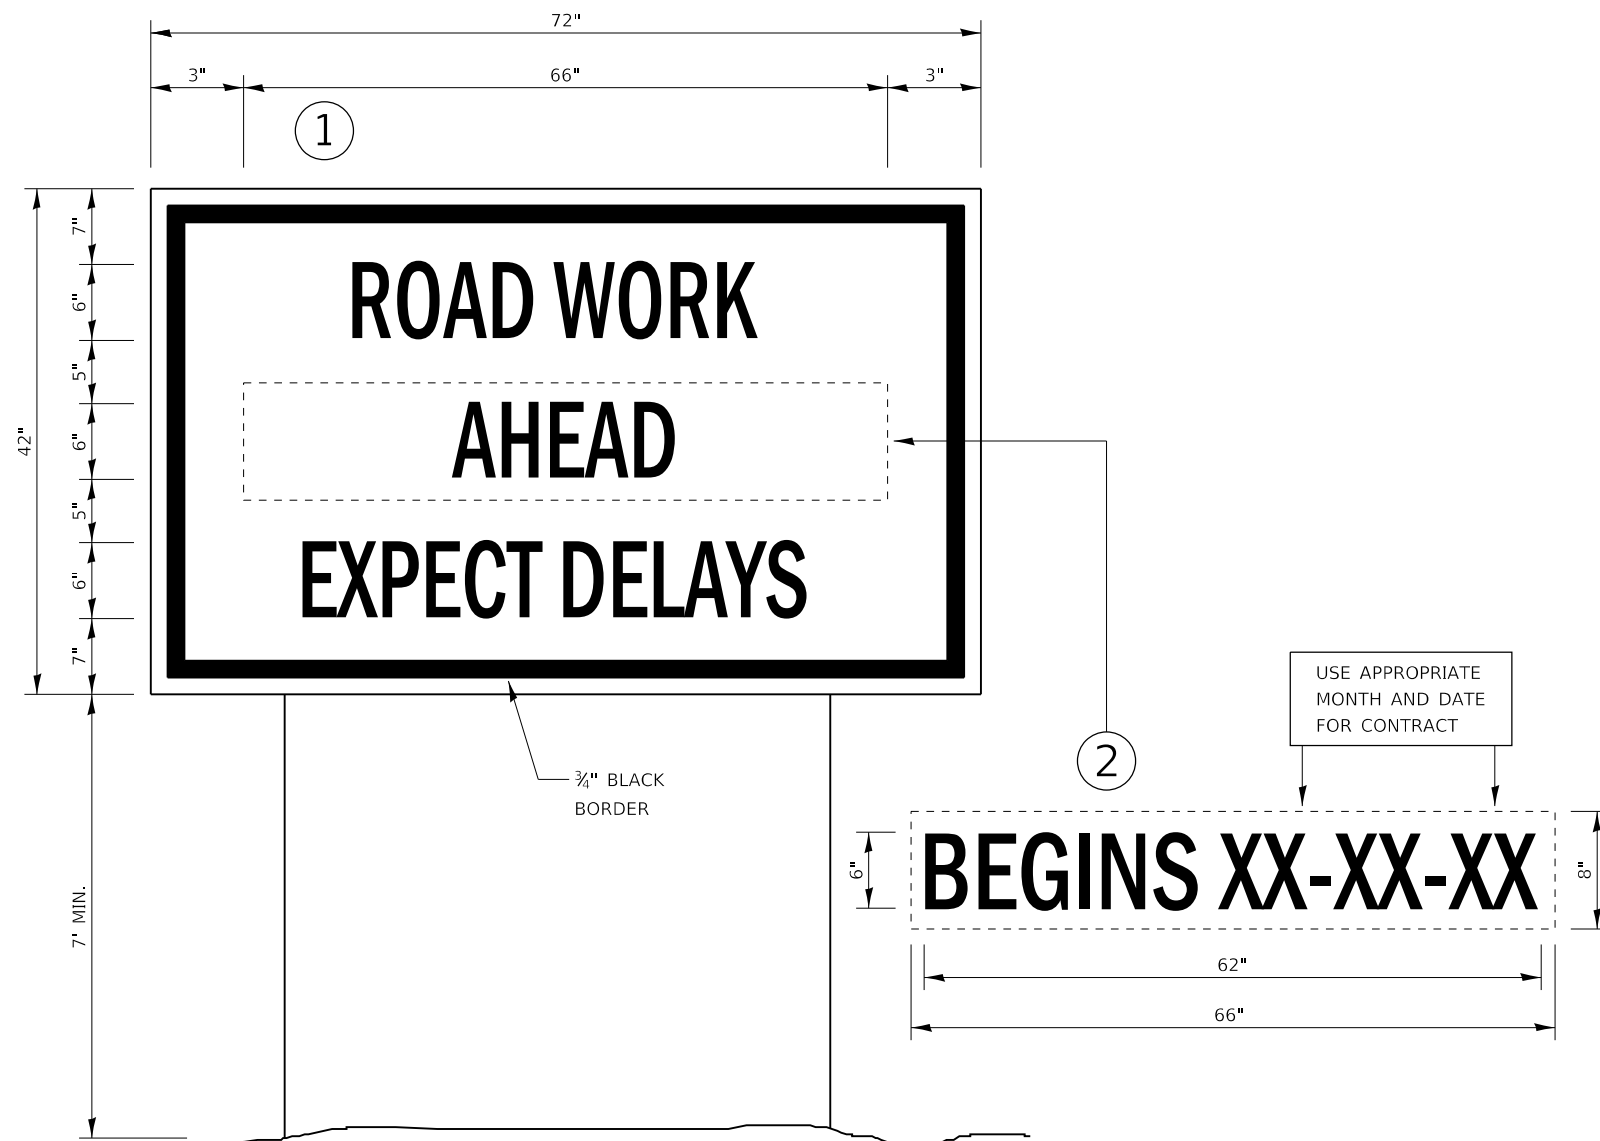 72"
3" 66" 3"
1
7"
6"
5"
6"
5"
6"
7"
42"
7' MIN.
ROAD WORK
AHEAD
EXPECT DELAYS
¾" BLACK
BORDER
2
USE APPROPRIATE
MONTH AND DATE
FOR CONTRACT
6"
BEGINS XX-XX-XX
8"
62"
66"